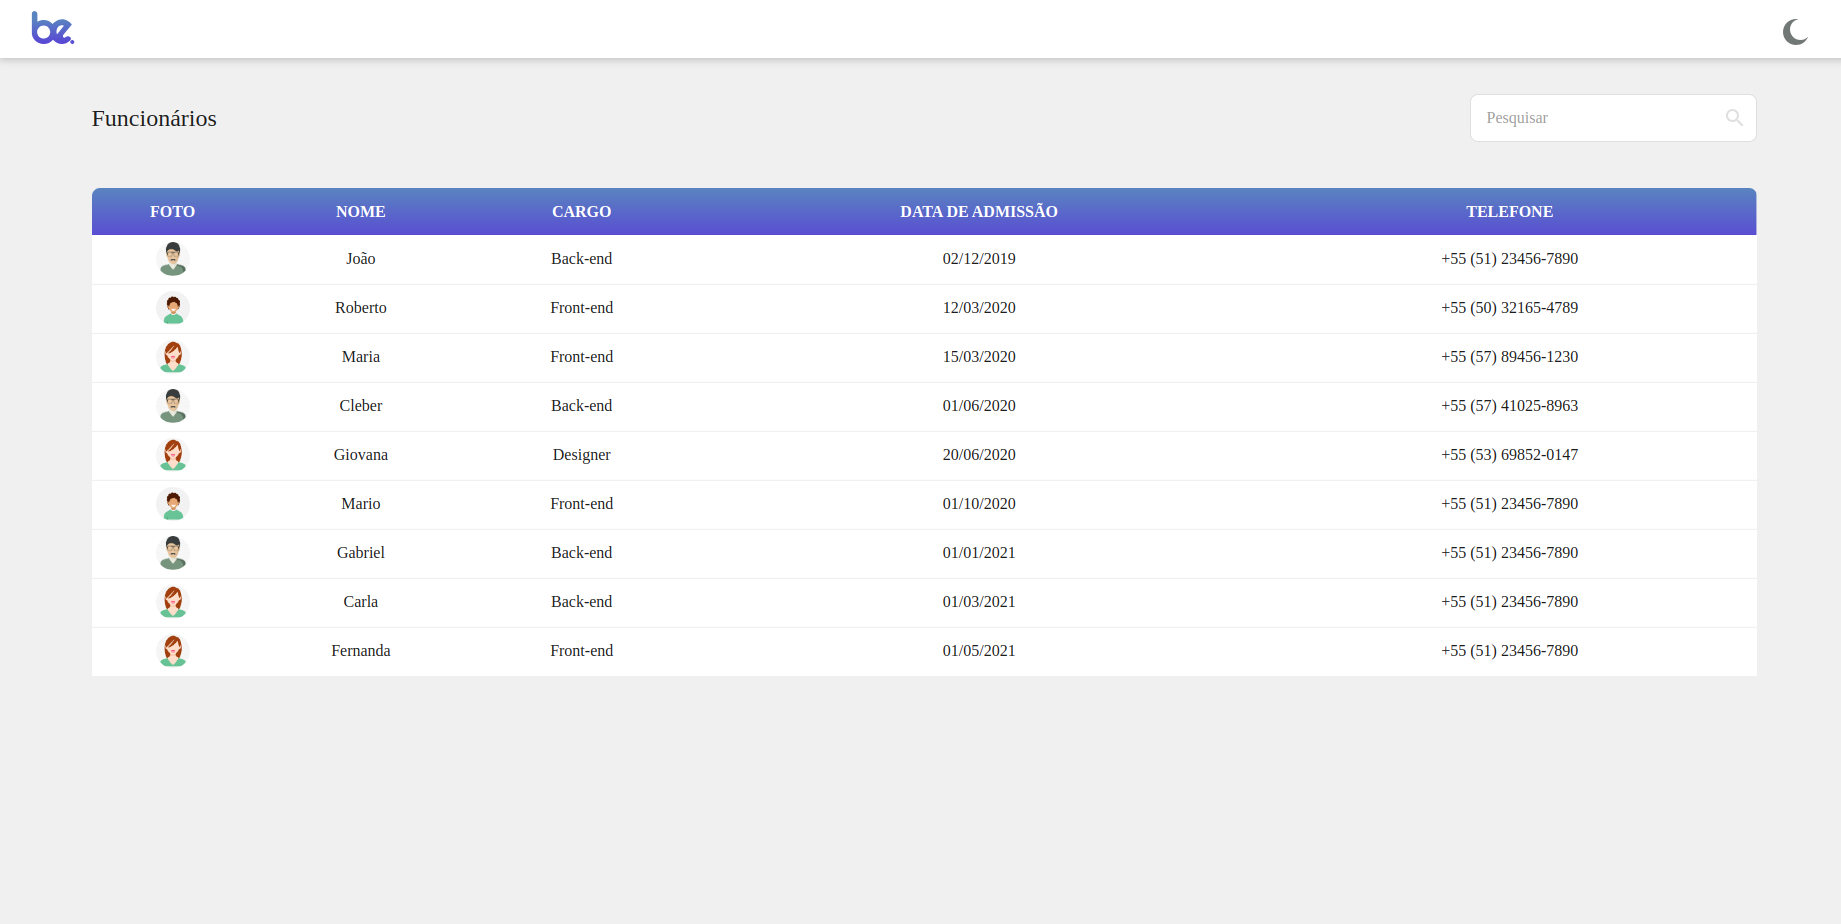 be.
Funcionários
Pesquisar
FOTO NOME CARGO DATA DE ADMISSÃO TELEFONE
João Back-end 02/12/2019 +55 (51) 23456-7890
Roberto Front-end 12/03/2020 +55 (50) 32165-4789
Maria Front-end 15/03/2020 +55 (57) 89456-1230
Cleber Back-end 01/06/2020 +55 (57) 41025-8963
Giovana Designer 20/06/2020 +55 (53) 69852-0147
Mario Front-end 01/10/2020 +55 (51) 23456-7890
Gabriel Back-end 01/01/2021 +55 (51) 23456-7890
Carla Back-end 01/03/2021 +55 (51) 23456-7890
Fernanda Front-end 01/05/2021 +55 (51) 23456-7890